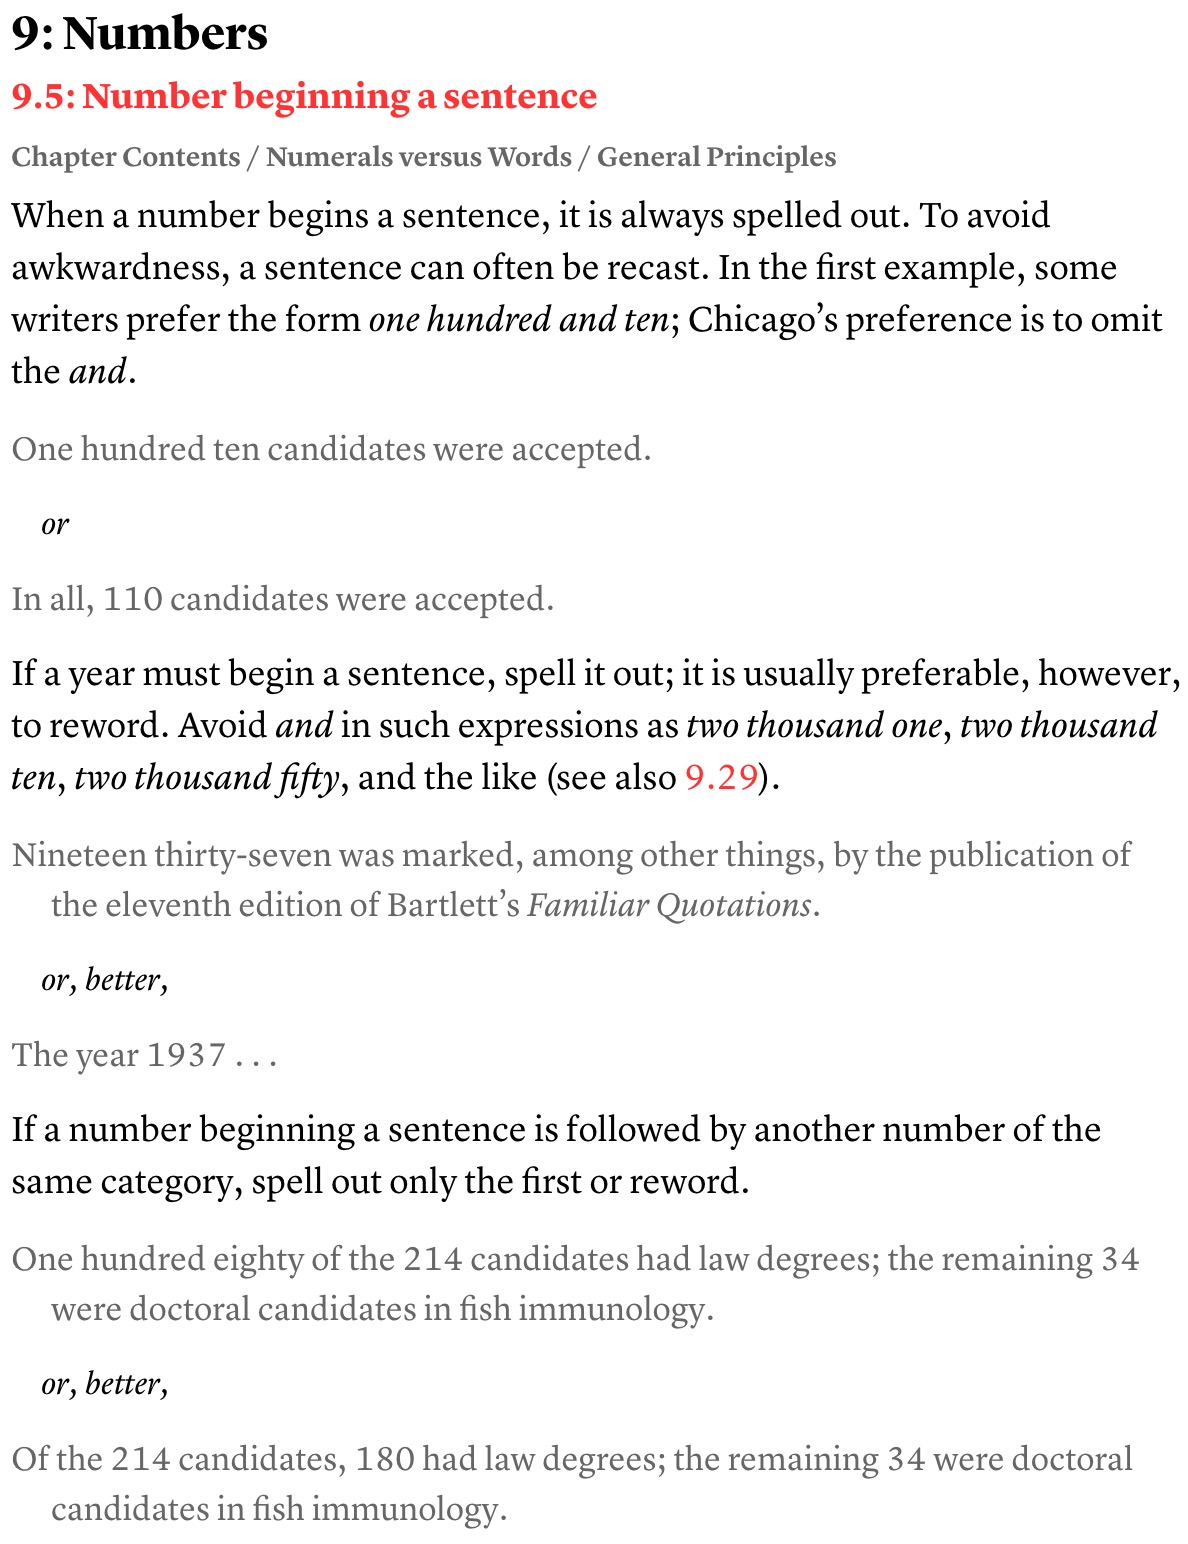 9: Numbers
9.5: Number beginning a sentence
Chapter Contents / Numerals versus Words / General Principles
When a number begins a sentence, it is always spelled out. To avoid
awkwardness, a sentence can often be recast. In the first example, some
writers prefer the form one hundred and ten; Chicago’s preference is to omit
the and.
One hundred ten candidates were accepted.
or
In all, 110 candidates were accepted.
If a year must begin a sentence, spell it out; it is usually preferable, however,
to reword. Avoid and in such expressions as two thousand one, two thousand
ten, two thousand fifty, and the like (see also 9.29).
Nineteen thirty-seven was marked, among other things, by the publication of
the eleventh edition of Bartlett’s Familiar Quotations.
or, better,
The year 1937 . . .
If a number beginning a sentence is followed by another number of the
same category, spell out only the first or reword.
One hundred eighty of the 214 candidates had law degrees; the remaining 34
were doctoral candidates in fish immunology.
or, better,
Of the 214 candidates, 180 had law degrees; the remaining 34 were doctoral
candidates in fish immunology.